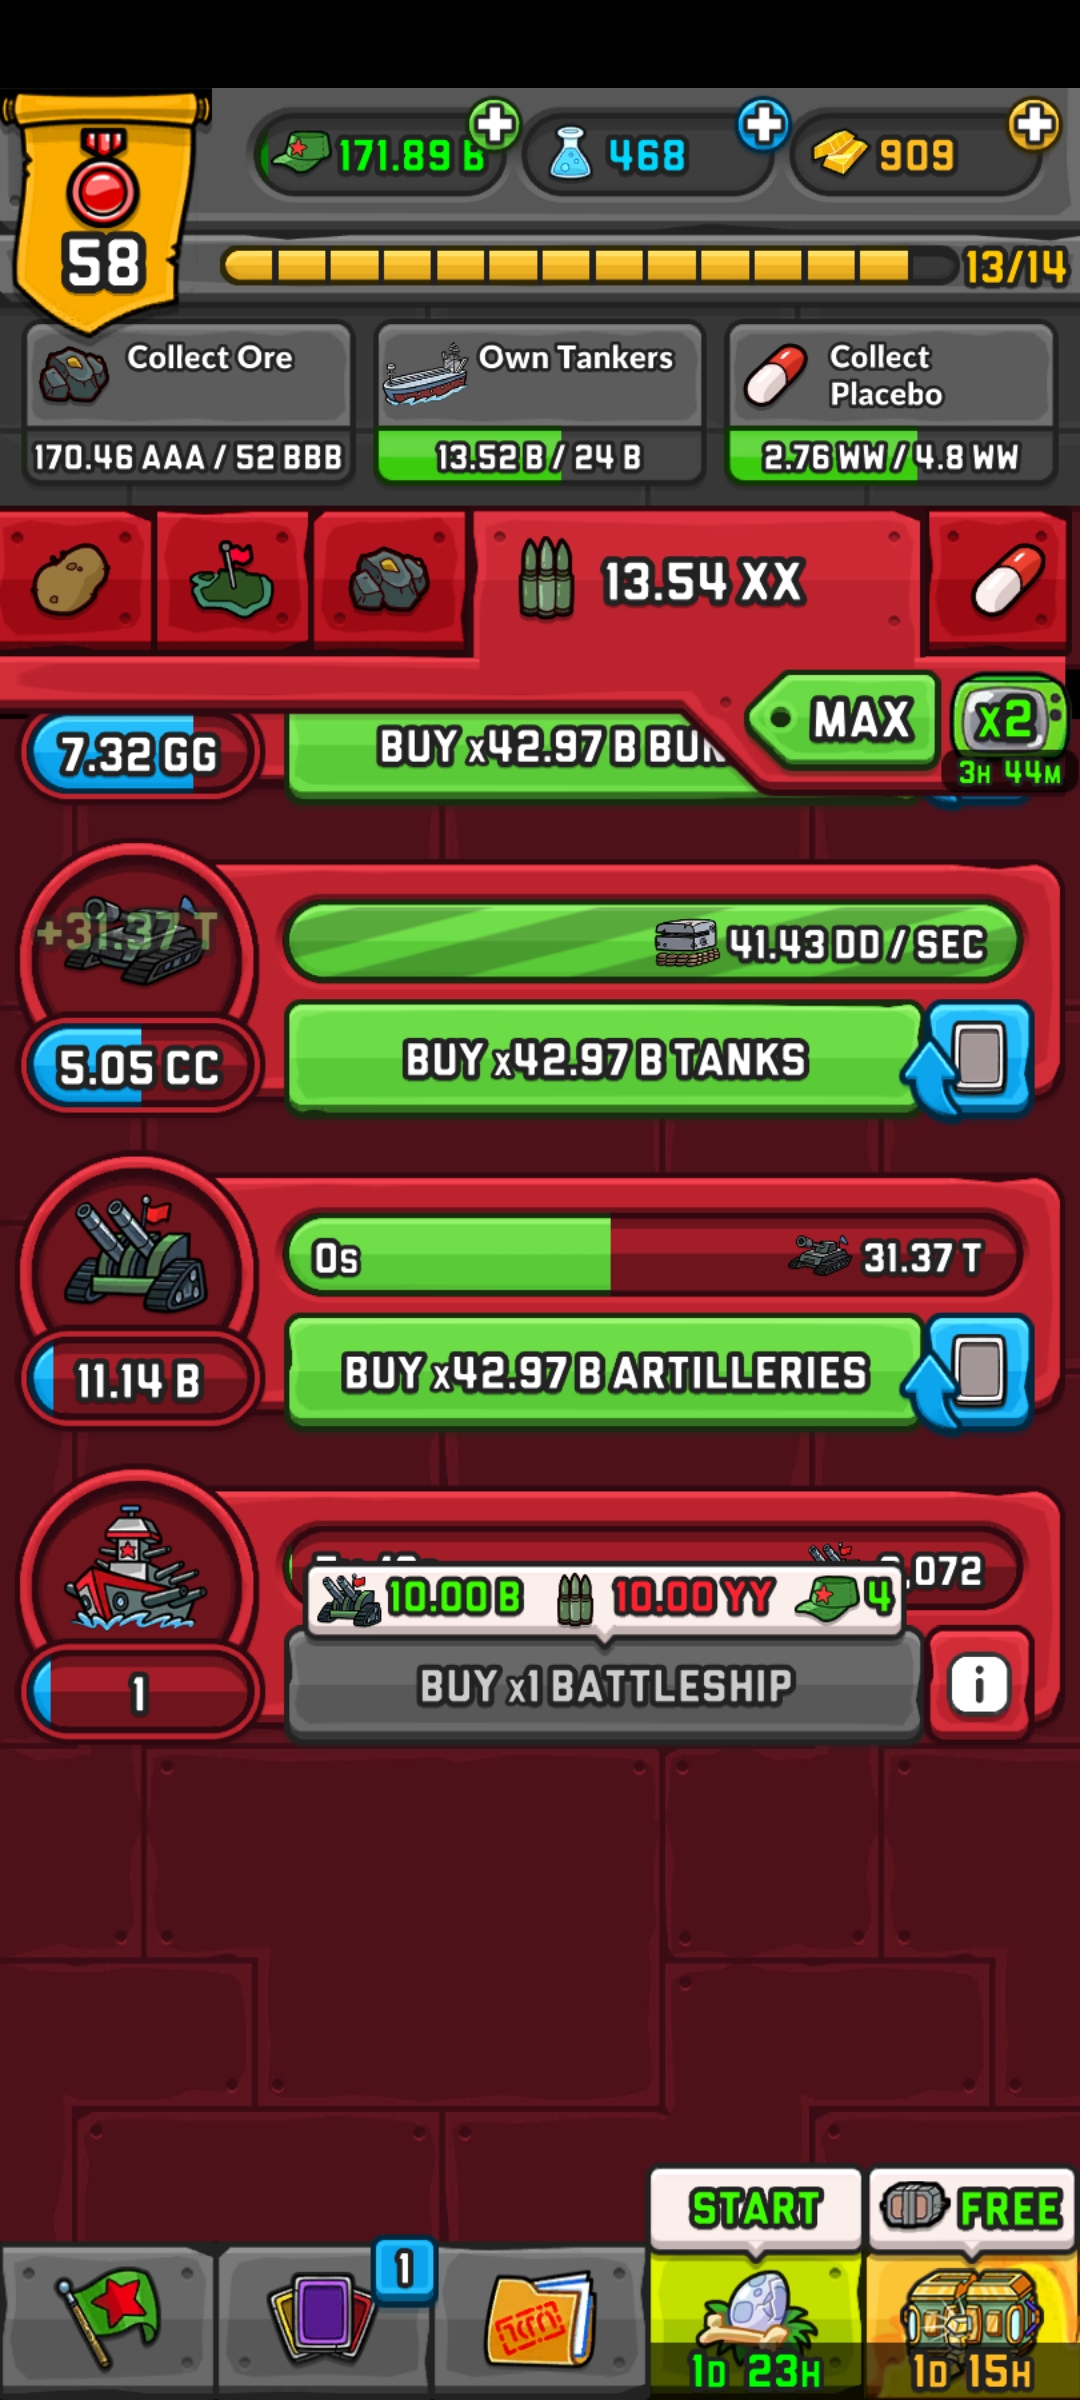 171.89 B
468
909
58
13/14
Collect Ore
170.46 AAA / 52 BBB
Own Tankers
13.52 B / 24 B
Collect
Placebo
2.76 WW / 4.8 WW
13.54 XX
MAX
x2
3H 44M
7.32 GG
BUY x42.97 B
+31.37 T
41.43 DD / SEC
5.05 CC
BUY x42.97 B TANKS
0s
31.37 T
11.14 B
BUY x42.97 B ARTILLERIES
10.00 B
10.00 YY
4
BUY x1 BATTLESHIP
1
START
FREE
1
1D 23H
1D 15H